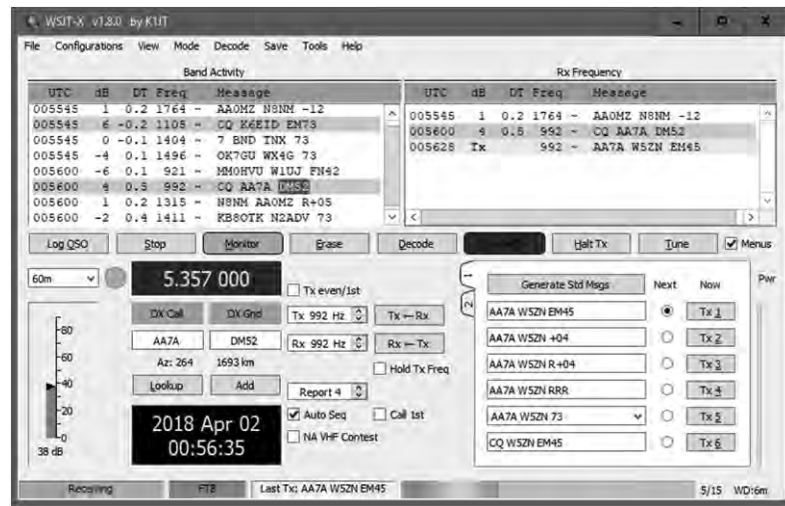 WSJT-X v1.8.0 by K1JT
File Configurations View Mode Decode Save Tools Help
Band Activity
UTC dB DT Freq Message
005545 1 0.2 1764 ~ AA0MZ N8NM -12
005545 6 -0.2 1105 ~ CQ K6EID EM73
005545 0 -0.1 1404 ~ 7 BND TNX 73
005545 -4 0.1 1496 ~ OK7GU WX4G 73
005600 -6 0.1 921 ~ MM0HVU W1UJ FN42
005600 4 0.5 992 ~ CQ AA7A DM52
005600 1 0.2 1315 ~ N8NM AA0MZ R+05
005600 -2 0.4 1411 ~ KB8OTK N2ADV 73
Rx Frequency
UTC dB DT Freq Message
005545 1 0.2 1764 ~ AA0MZ N8NM -12
005600 4 0.5 992 ~ CQ AA7A DM52
005628 Tx 992 ~ AA7A W5ZN EM45
Log QSO Stop Monitor Erase Decode Halt Tx Tune Menus
60m
5.357 000
Tx even/1st
DX Call DX Grid
Tx 992 Hz
Tx ← Rx
AA7A DM52
Rx 992 Hz
Rx ← Tx
Az: 264 1693 km
Hold Tx Freq
Lookup Add
Report 4
2018 Apr 02
00:56:35
Auto Seq
Call 1st
NA VHF Contest
-80
-60
-40
-20
0
38 dB
1
2
Generate Std Msgs Next Now
Pwr
AA7A W5ZN EM45 Tx 1
AA7A W5ZN +04 Tx 2
AA7A W5ZN R+04 Tx 3
AA7A W5ZN RRR Tx 4
AA7A W5ZN 73 Tx 5
CQ W5ZN EM45 Tx 6
Receiving FT8 Last Tx: AA7A W5ZN EM45 5/15 WD:6m